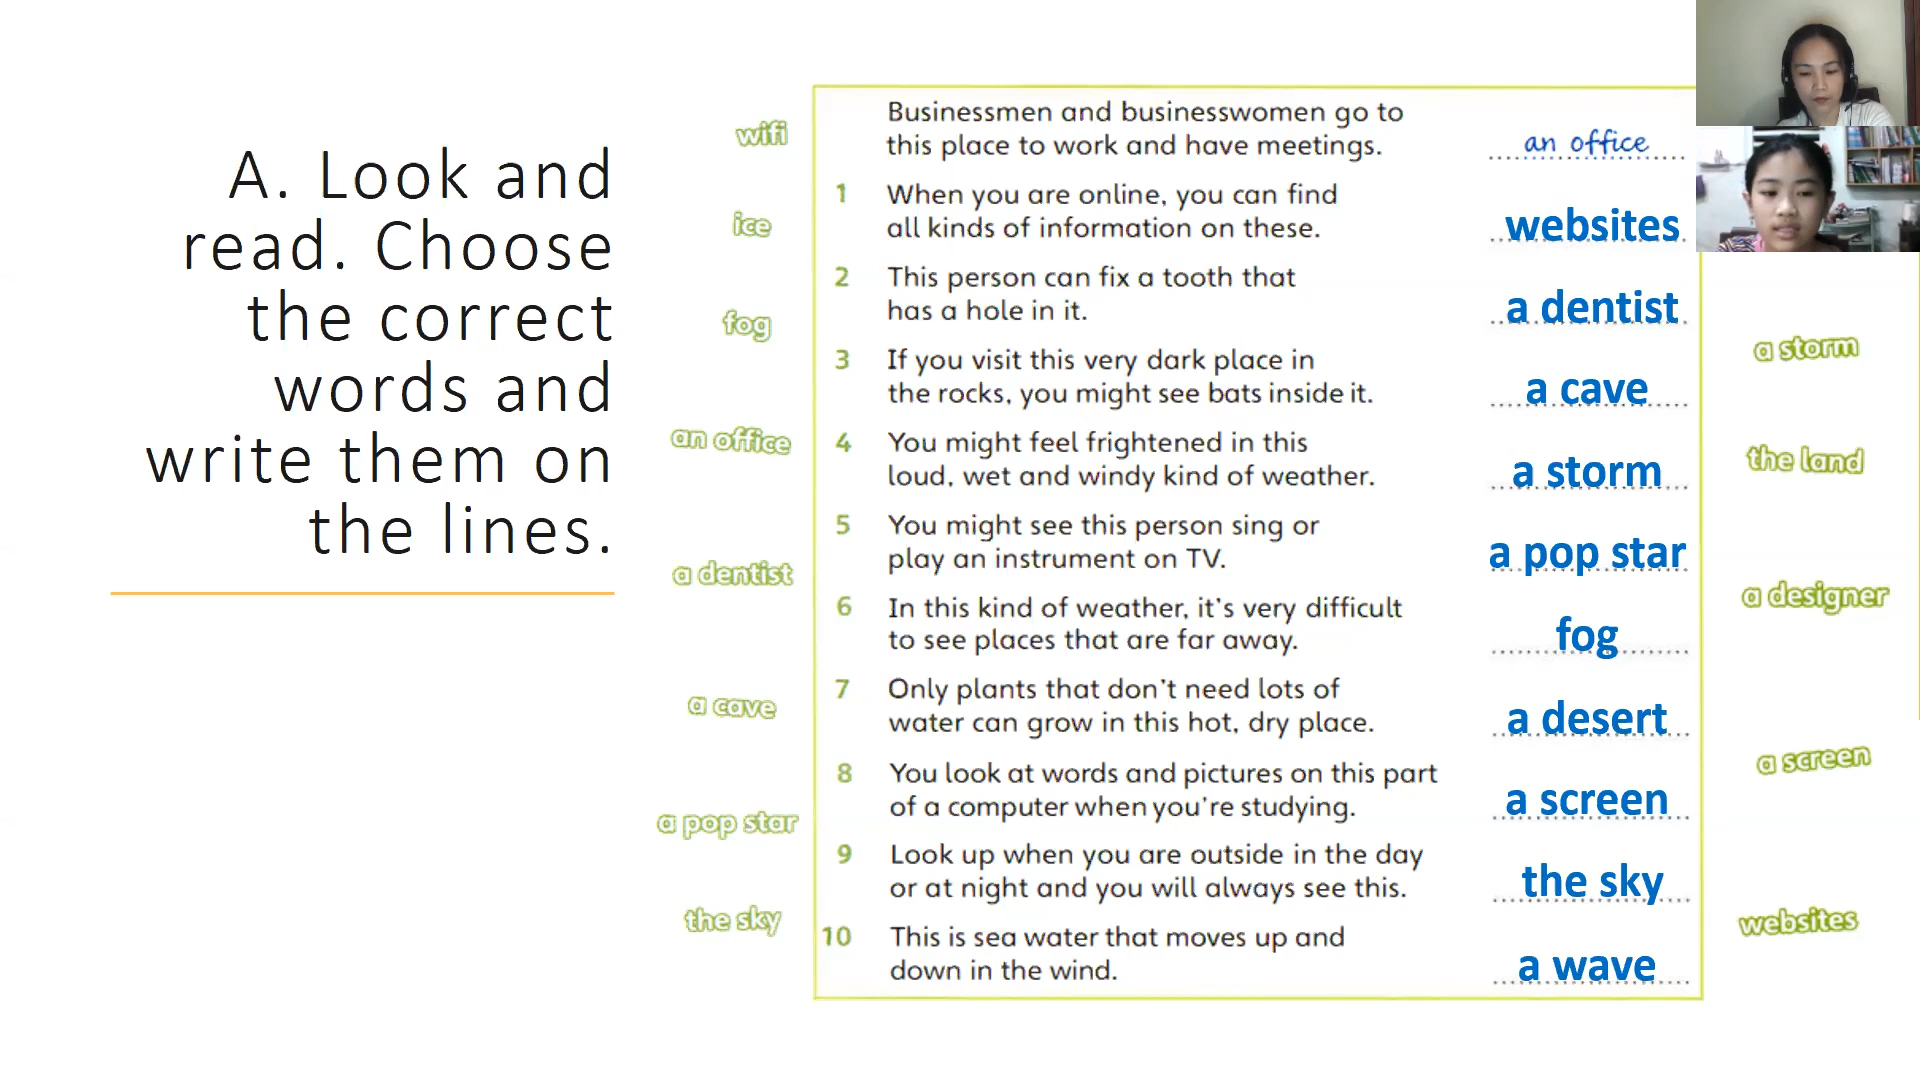 A. Look and
read. Choose
the correct
words and
write them on
the lines.
wifi
ice
fog
an office
a dentist
a cave
a pop star
the sky
Businessmen and businesswomen go to
this place to work and have meetings.
an office
1 When you are online, you can find
all kinds of information on these.
websites
2 This person can fix a tooth that
has a hole in it.
a dentist
3 If you visit this very dark place in
the rocks, you might see bats inside it.
a cave
4 You might feel frightened in this
loud, wet and windy kind of weather.
a storm
5 You might see this person sing or
play an instrument on TV.
a pop star
6 In this kind of weather, it's very difficult
to see places that are far away.
fog
7 Only plants that don't need lots of
water can grow in this hot, dry place.
a desert
8 You look at words and pictures on this part
of a computer when you're studying.
a screen
9 Look up when you are outside in the day
or at night and you will always see this.
the sky
10 This is sea water that moves up and
down in the wind.
a wave
a storm
the land
a designer
a screen
websites